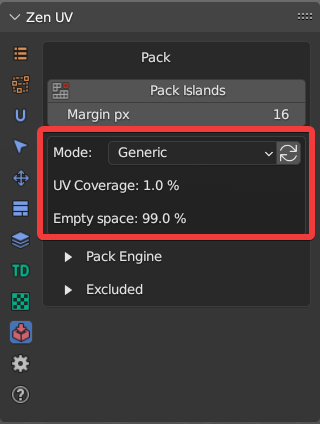 Zen UV
Pack
Pack Islands
Margin px 16
Mode: Generic
UV Coverage: 1.0 %
Empty space: 99.0 %
Pack Engine
Excluded
U
TD
?